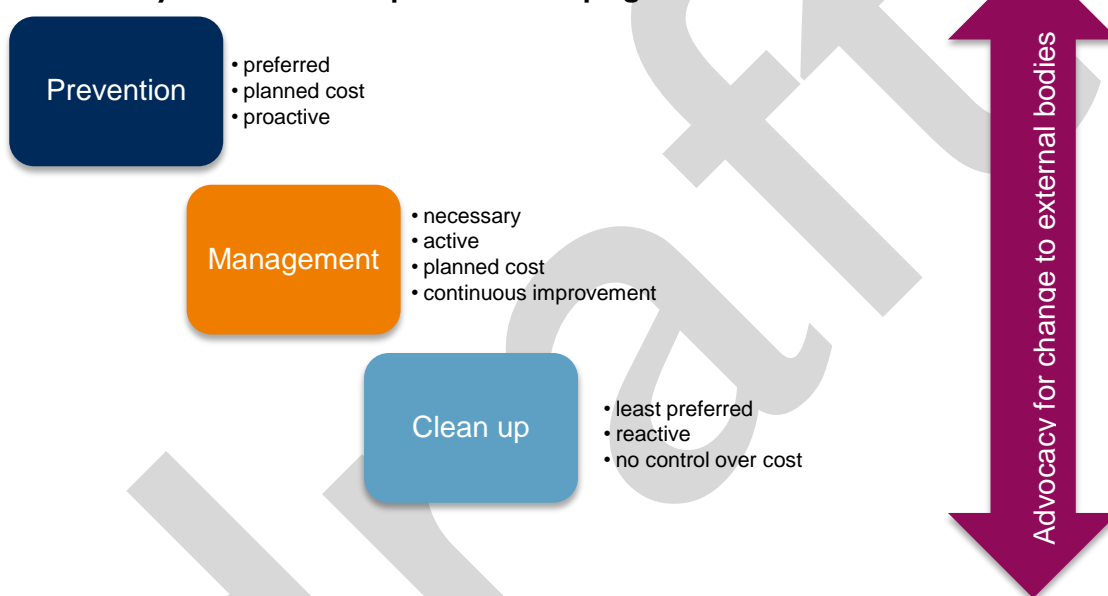 Prevention
• preferred
• planned cost
• proactive
Management
• necessary
• active
• planned cost
• continuous improvement
Clean up
• least preferred
• reactive
• no control over cost
Advocacy for change to external bodies